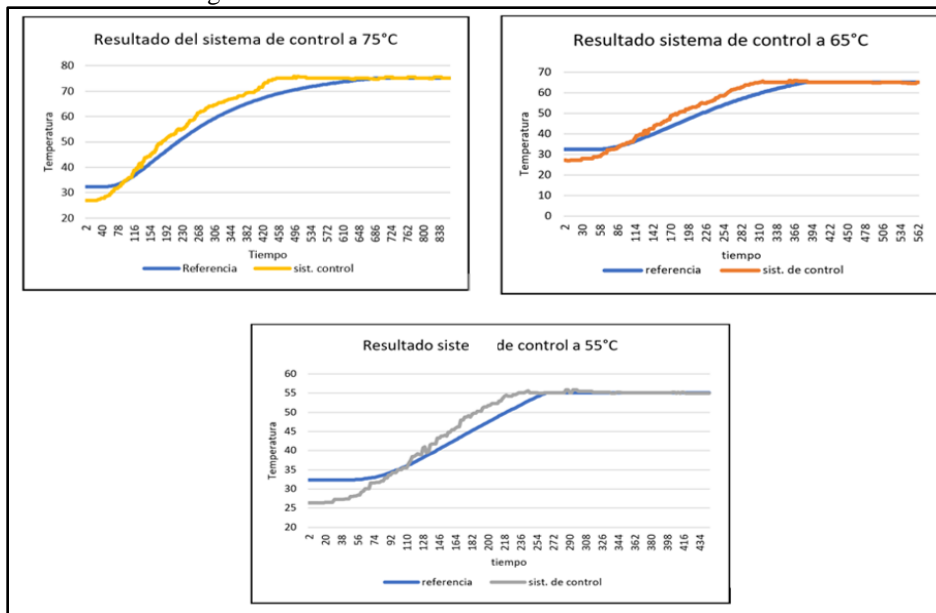 Resultado del sistema de control a 75°C
80
70
60
50
40
30
20
Temperatura
2 40 78 116 154 192 230 268 306 344 382 420 458 496 534 572 610 648 686 724 762 800 838
Tiempo
Referencia sist. control
Resultado sistema de control a 65°C
70
60
50
40
30
20
10
0
Temperatura
2 30 58 86 114 142 170 198 226 254 282 310 338 366 394 422 450 478 506 534 562
tiempo
referencia sist. de control
Resultado siste de control a 55°C
60
55
50
45
40
35
30
25
20
Temperatura
2 20 38 56 74 92 110 128 146 164 182 200 218 236 254 272 290 308 326 344 362 380 398 416 434
tiempo
referencia sist. de control